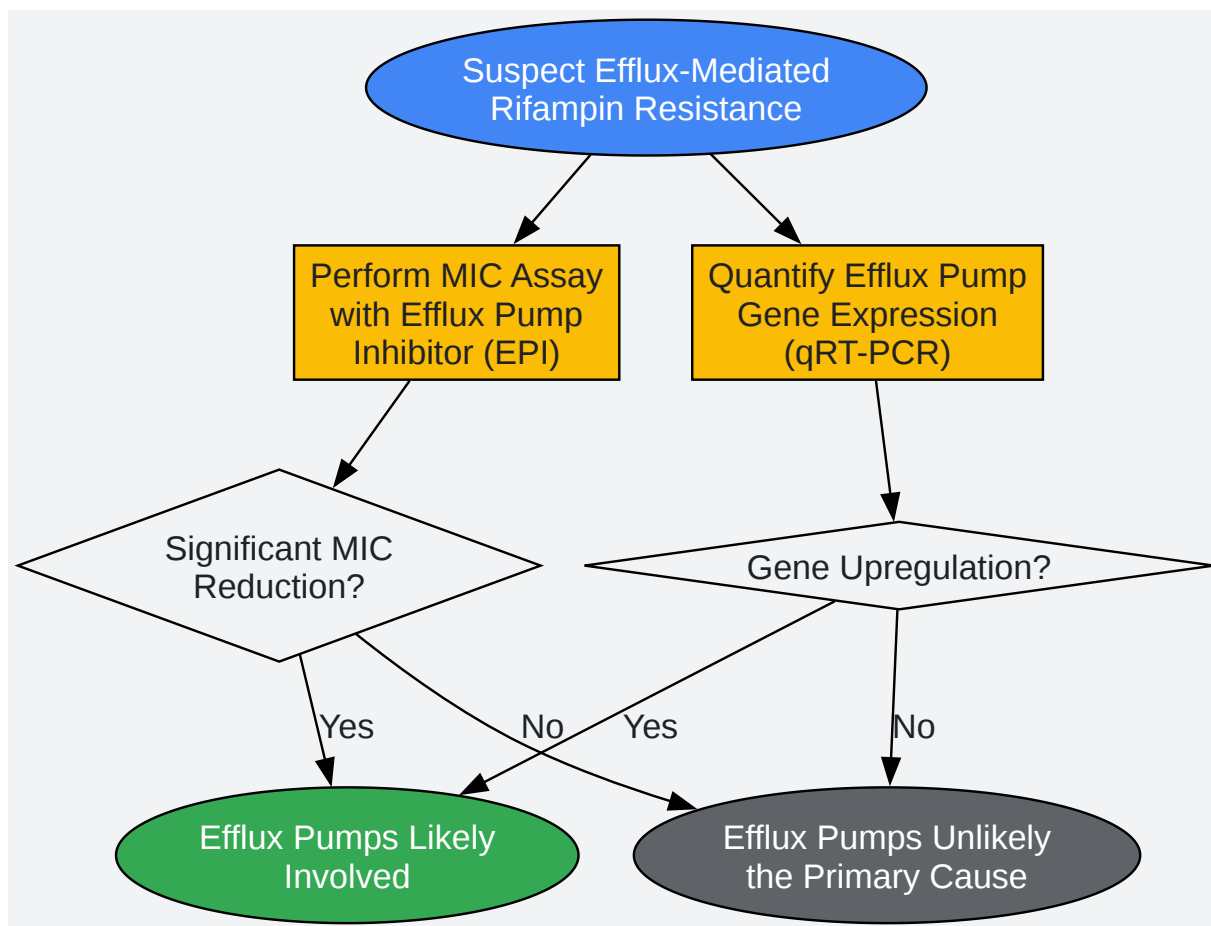 Suspect Efflux-Mediated
Rifampin Resistance
Perform MIC Assay
with Efflux Pump
Inhibitor (EPI)
Quantify Efflux Pump
Gene Expression
(qRT-PCR)
Significant MIC
Reduction?
Gene Upregulation?
Yes
No
Yes
No
Efflux Pumps Likely
Involved
Efflux Pumps Unlikely
the Primary Cause